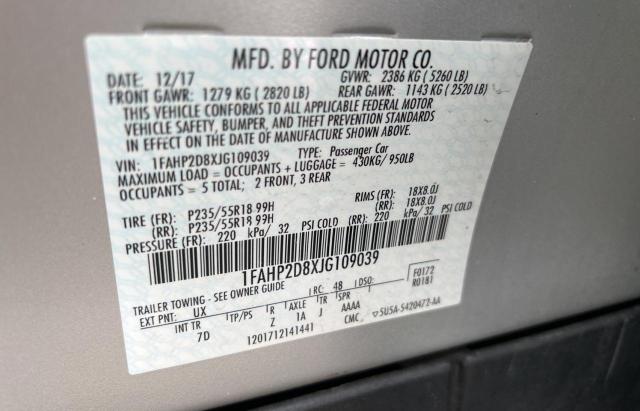 MFD. BY FORD MOTOR CO.
DATE: 12/17 GVWR: 2386 KG ( 5260 LB)
FRONT GAWR: 1279 KG ( 2820 LB) REAR GAWR: 1143 KG ( 2520 LB)
THIS VEHICLE CONFORMS TO ALL APPLICABLE FEDERAL MOTOR
VEHICLE SAFETY, BUMPER, AND THEFT PREVENTION STANDARDS
IN EFFECT ON THE DATE OF MANUFACTURE SHOWN ABOVE.
VIN: 1FAHP2D8XJG109039 TYPE: Passenger Car
MAXIMUM LOAD = OCCUPANTS + LUGGAGE = 430KG/ 950LB
OCCUPANTS = 5 TOTAL; 2 FRONT, 3 REAR
TIRE (FR): P235/55R18 99H RIMS (FR): 18X8.0J
(RR): P235/55R18 99H (RR): 18X8.0J
PRESSURE (FR): 220 kPa/ 32 PSI COLD (RR): 220 kPa/ 32 PSI COLD
1FAHP2D8XJG109039
TRAILER TOWING - SEE OWNER GUIDE
EXT PNT: UX RC: 48 DSO: F0172
R0181
INT TR TP/PS R AXLE TR SPR
7D Z 1A J AAAA
1201712141441 CMC ▽5U5A-5420472-AA